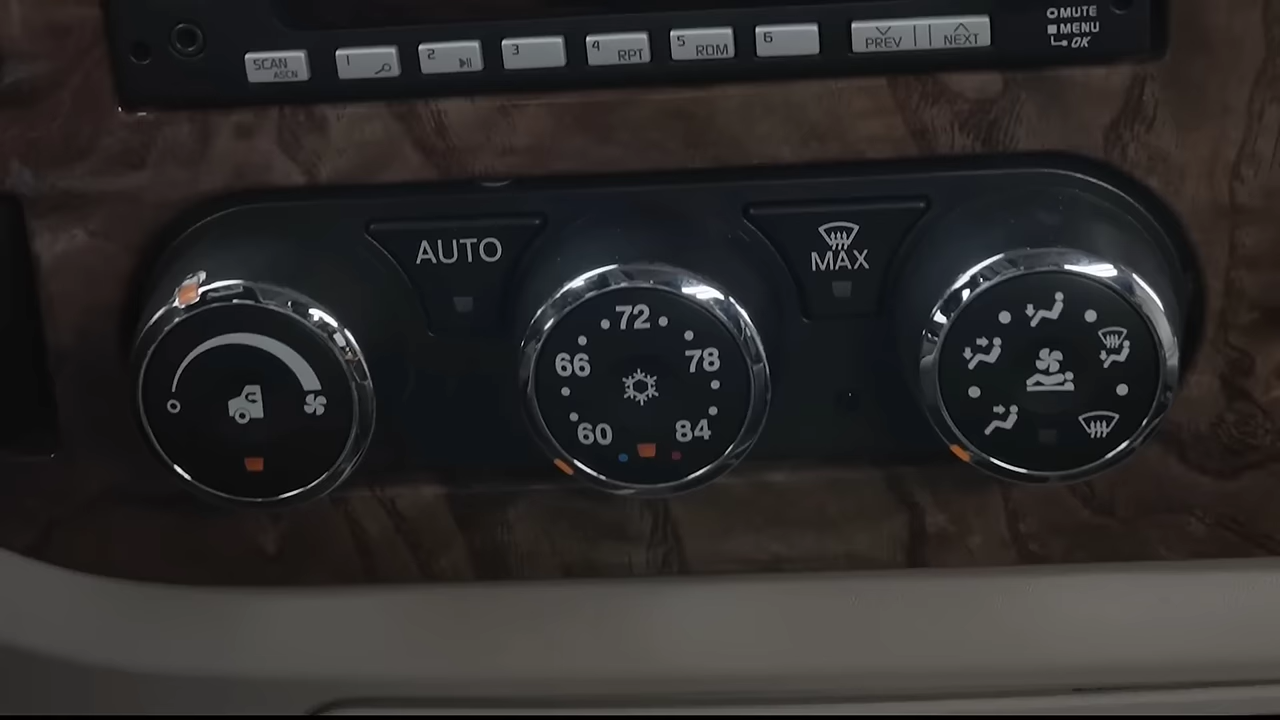 SCAN
ASCN
1
2
3
4 RPT
5 RDM
6
PREV
NEXT
MUTE
MENU
OK
AUTO
MAX
72
66
78
60
84